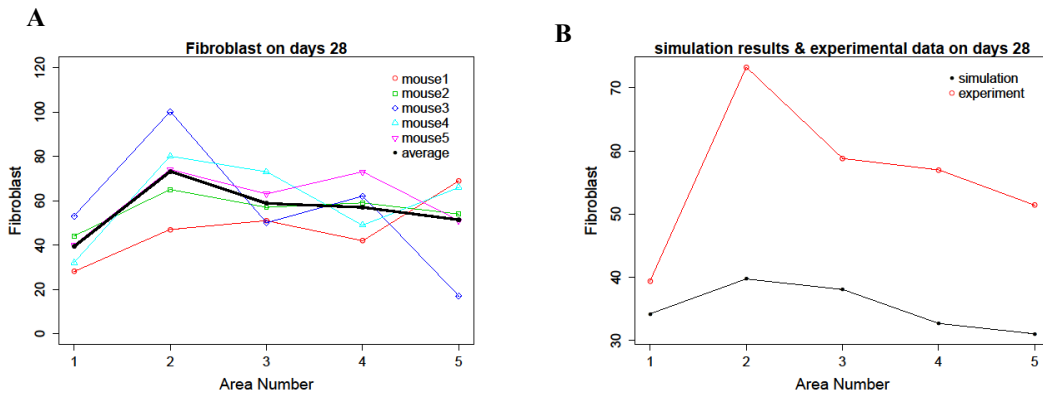 A
Fibroblast on days 28
Fibroblast
120
100
80
60
40
20
0
mouse1
mouse2
mouse3
mouse4
mouse5
average
1 2 3 4 5
Area Number
B
simulation results & experimental data on days 28
Fibroblast
70
60
50
40
30
simulation
experiment
1 2 3 4 5
Area Number